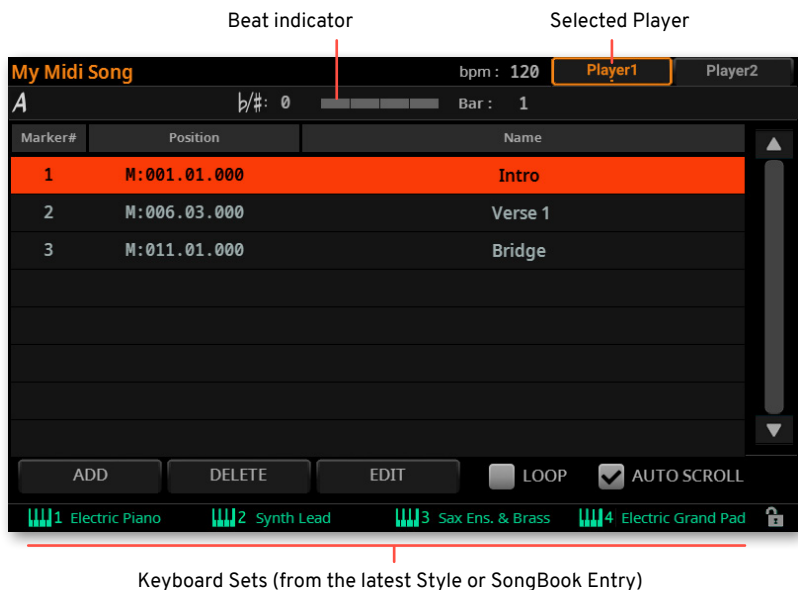 Beat indicator Selected Player
My Midi Song bpm: 120 Player1 Player2
A b/#: 0 Bar: 1
Marker# Position Name
1 M:001.01.000 Intro
2 M:006.03.000 Verse 1
3 M:011.01.000 Bridge
ADD DELETE EDIT LOOP AUTO SCROLL
1 Electric Piano 2 Synth Lead 3 Sax Ens. & Brass 4 Electric Grand Pad
Keyboard Sets (from the latest Style or SongBook Entry)